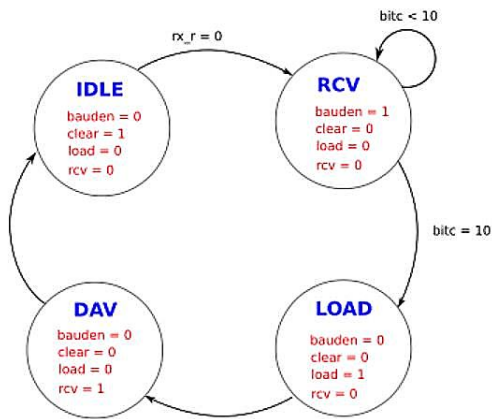 bitc < 10
rx_r = 0
IDLE
bauden = 0
clear = 1
load = 0
rcv = 0
RCV
bauden = 1
clear = 0
load = 0
rcv = 0
bitc = 10
DAV
bauden = 0
clear = 0
load = 0
rcv = 1
LOAD
bauden = 0
clear = 0
load = 1
rcv = 0